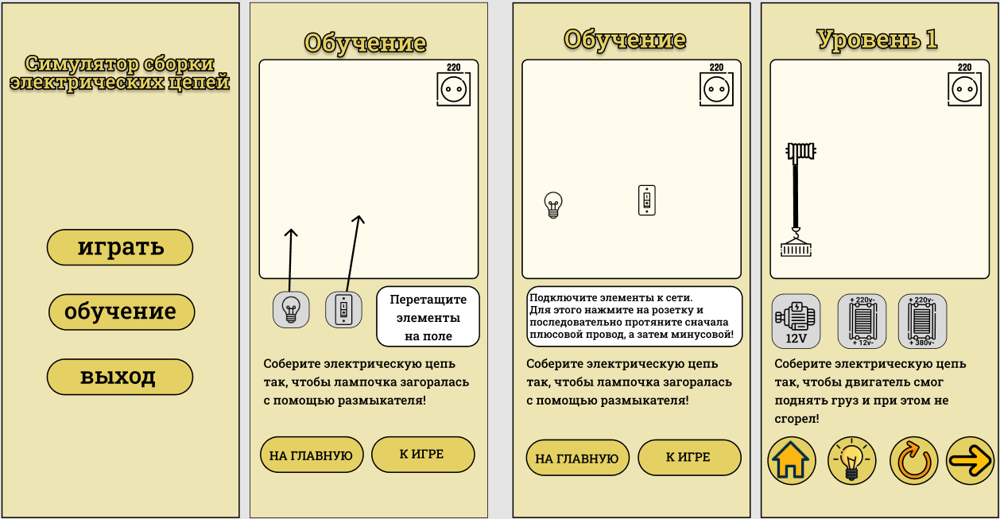 Симулятор сборки
электрических цепей
играть
обучение
выход
Обучение
220
Перетащите
элементы
на поле
Соберите электрическую цепь
так, чтобы лампочка загоралась
с помощью размыкателя!
НА ГЛАВНУЮ
К ИГРЕ
Обучение
220
Подключите элементы к сети.
Для этого нажмите на розетку и
последовательно протяните сначала
плюсовой провод, а затем минусовой!
Соберите электрическую цепь
так, чтобы лампочка загоралась
с помощью размыкателя!
НА ГЛАВНУЮ
К ИГРЕ
Уровень 1
220
12V
+ 220v-
+ 12v-
+ 220v-
+ 380v-
Соберите электрическую цепь
так, чтобы двигатель смог
поднять груз и при этом не
сгорел!